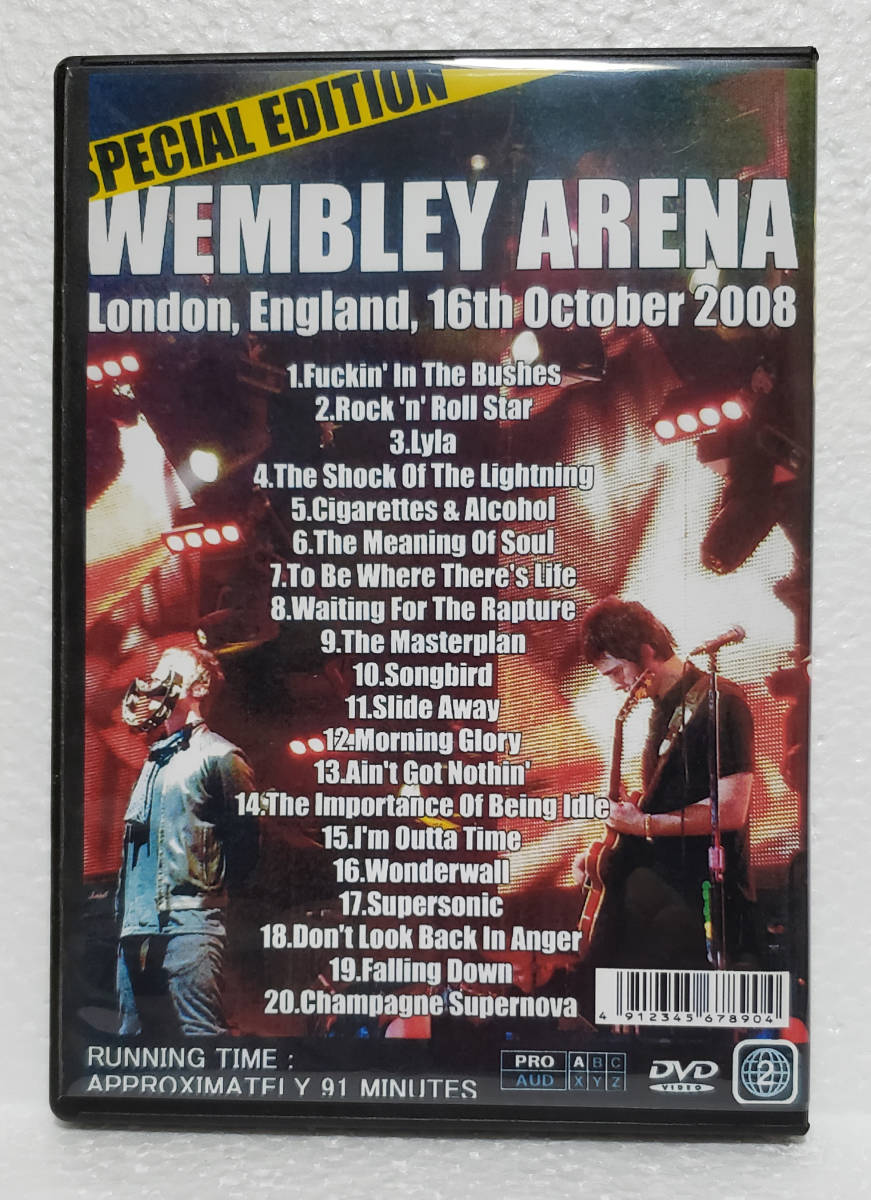 SPECIAL EDITION
WEMBLEY ARENA
London, England, 16th October 2008
1.Fuckin' In The Bushes
2.Rock 'n' Roll Star
3.Lyla
4.The Shock Of The Lightning
5.Cigarettes & Alcohol
6.The Meaning Of Soul
7.To Be Where There's Life
8.Waiting For The Rapture
9.The Masterplan
10.Songbird
11.Slide Away
12.Morning Glory
13.Ain't Got Nothin'
14.The Importance Of Being Idle
15.I'm Outta Time
16.Wonderwall
17.Supersonic
18.Don't Look Back In Anger
19.Falling Down
20.Champagne Supernova
4 912345 678904
RUNNING TIME :
APPROXIMATELY 91 MINUTES
PRO A B C
AUD X Y Z
DVD
VIDEO
2